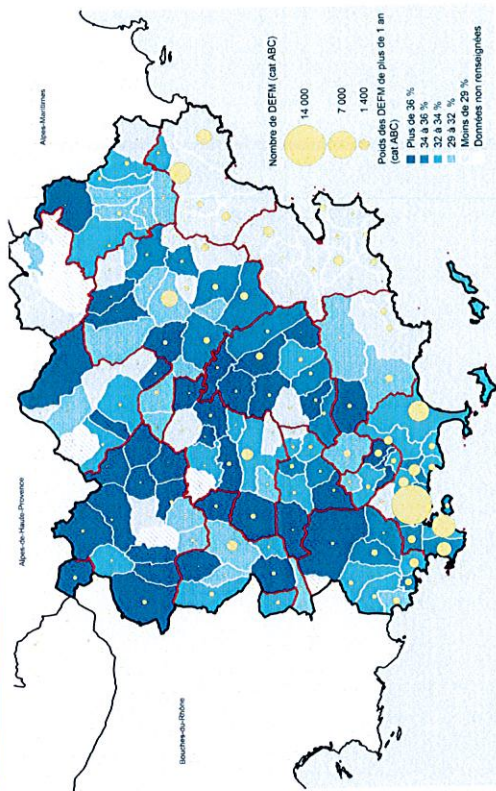 Alpes-Maritimes
Alpes-de-Haute-Provence
Bouches-du-Rhône
Nombre de DEFM (cat ABC)
14 000
7 000
1 400
Poids des DEFM de plus de 1 an
(cat ABC)
Plus de 36 %
34 à 36 %
32 à 34 %
29 à 32 %
Moins de 29 %
Données non renseignées